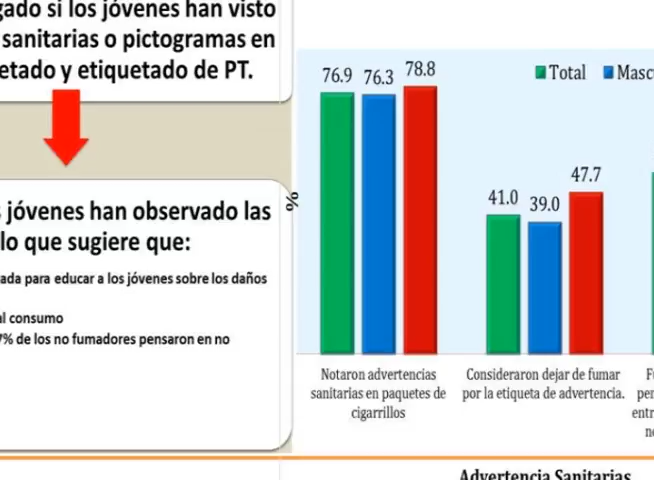 gado si los jóvenes han visto
sanitarias o pictogramas en
etado y etiquetado de PT.
s jóvenes han observado las
lo que sugiere que:
ada para educar a los jóvenes sobre los daños
al consumo
7% de los no fumadores pensaron en no
%
76.9 76.3 78.8
Total Mascu
41.0 39.0 47.7
Notaron advertencias
sanitarias en paquetes de
cigarrillos
Consideraron dejar de fumar
por la etiqueta de advertencia.
Advertencia Sanitarias